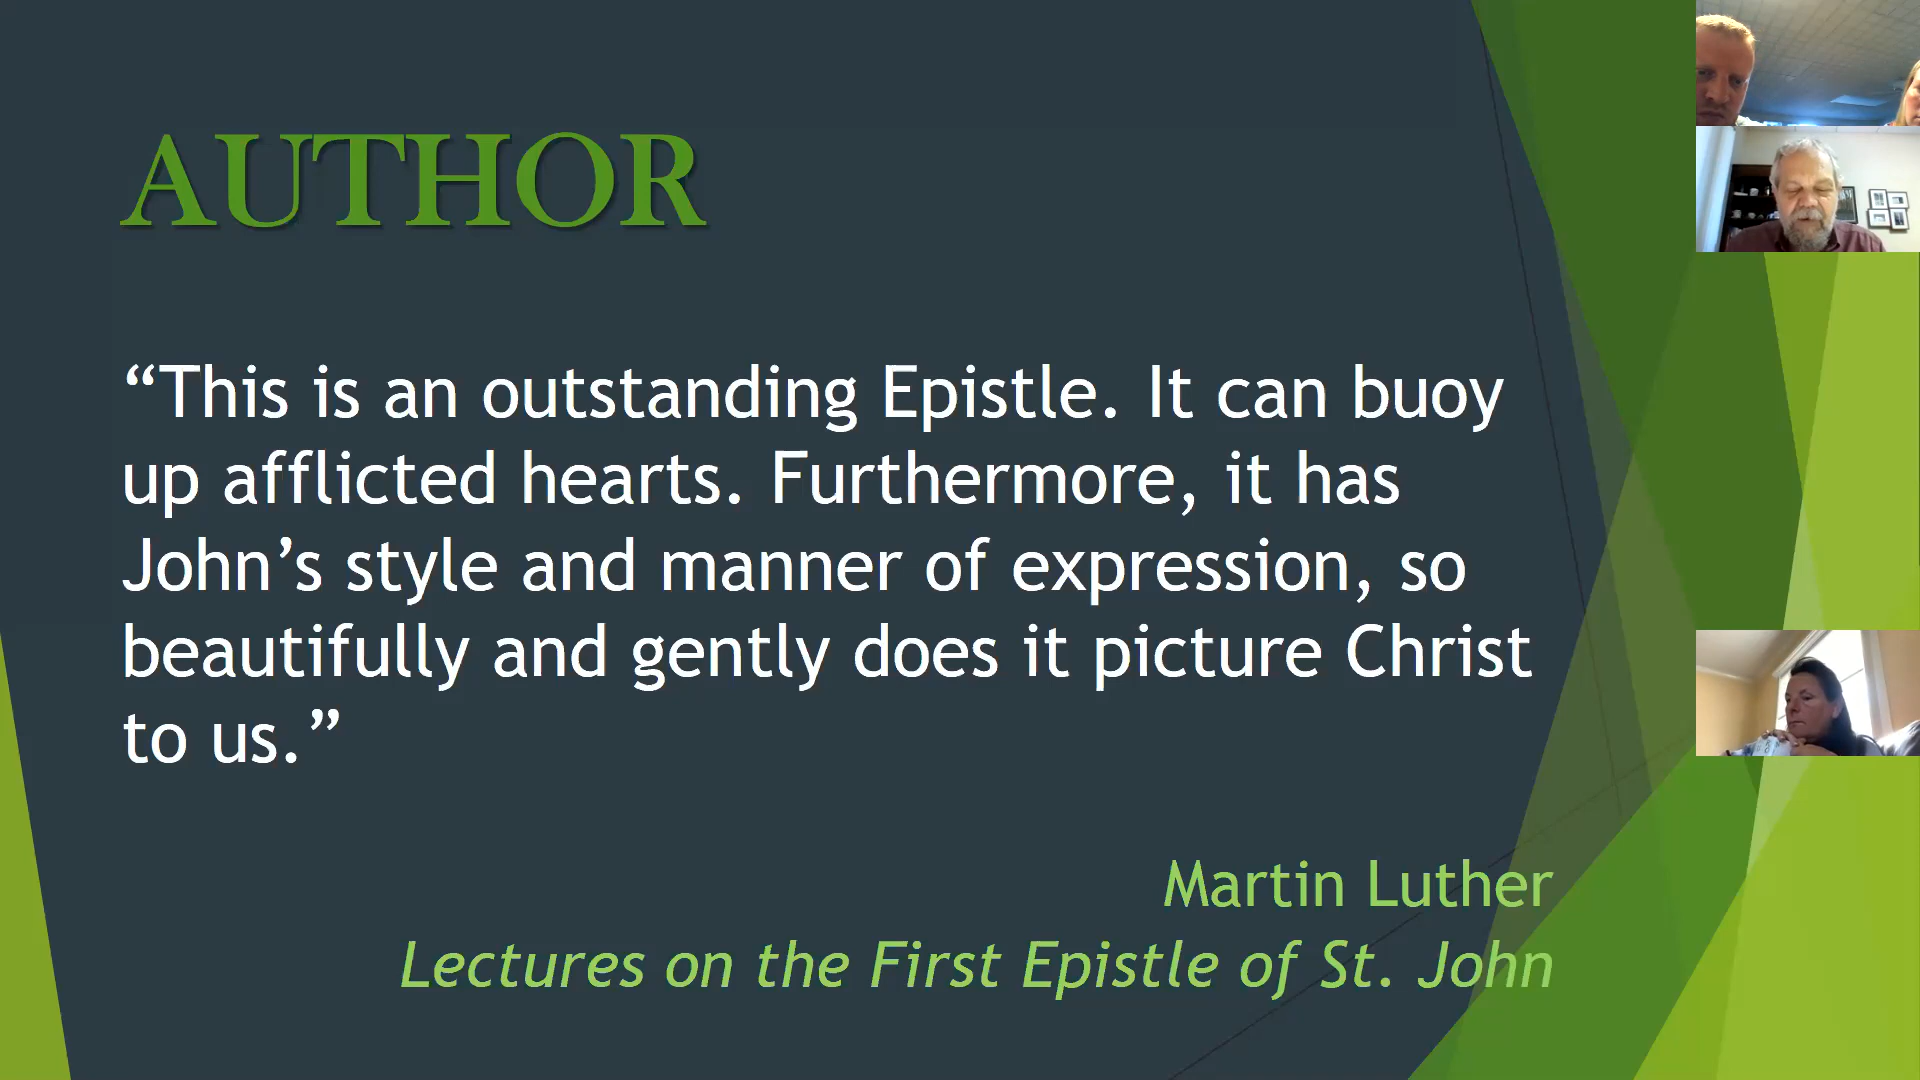 AUTHOR
“This is an outstanding Epistle. It can buoy
up afflicted hearts. Furthermore, it has
John’s style and manner of expression, so
beautifully and gently does it picture Christ
to us.”
Martin Luther
Lectures on the First Epistle of St. John